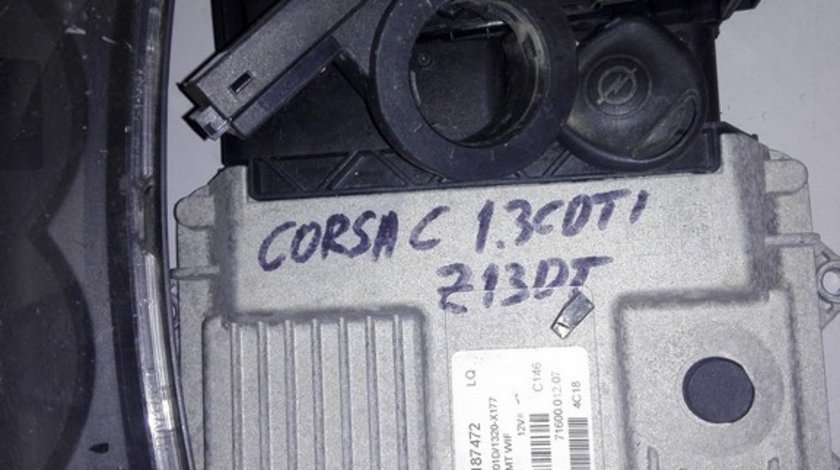 CORSA C 1.3CDTI
Z13DT
187472
LQ
01D/1320-X177
MT WIF
12V=
C146
71600.012.07
4C18